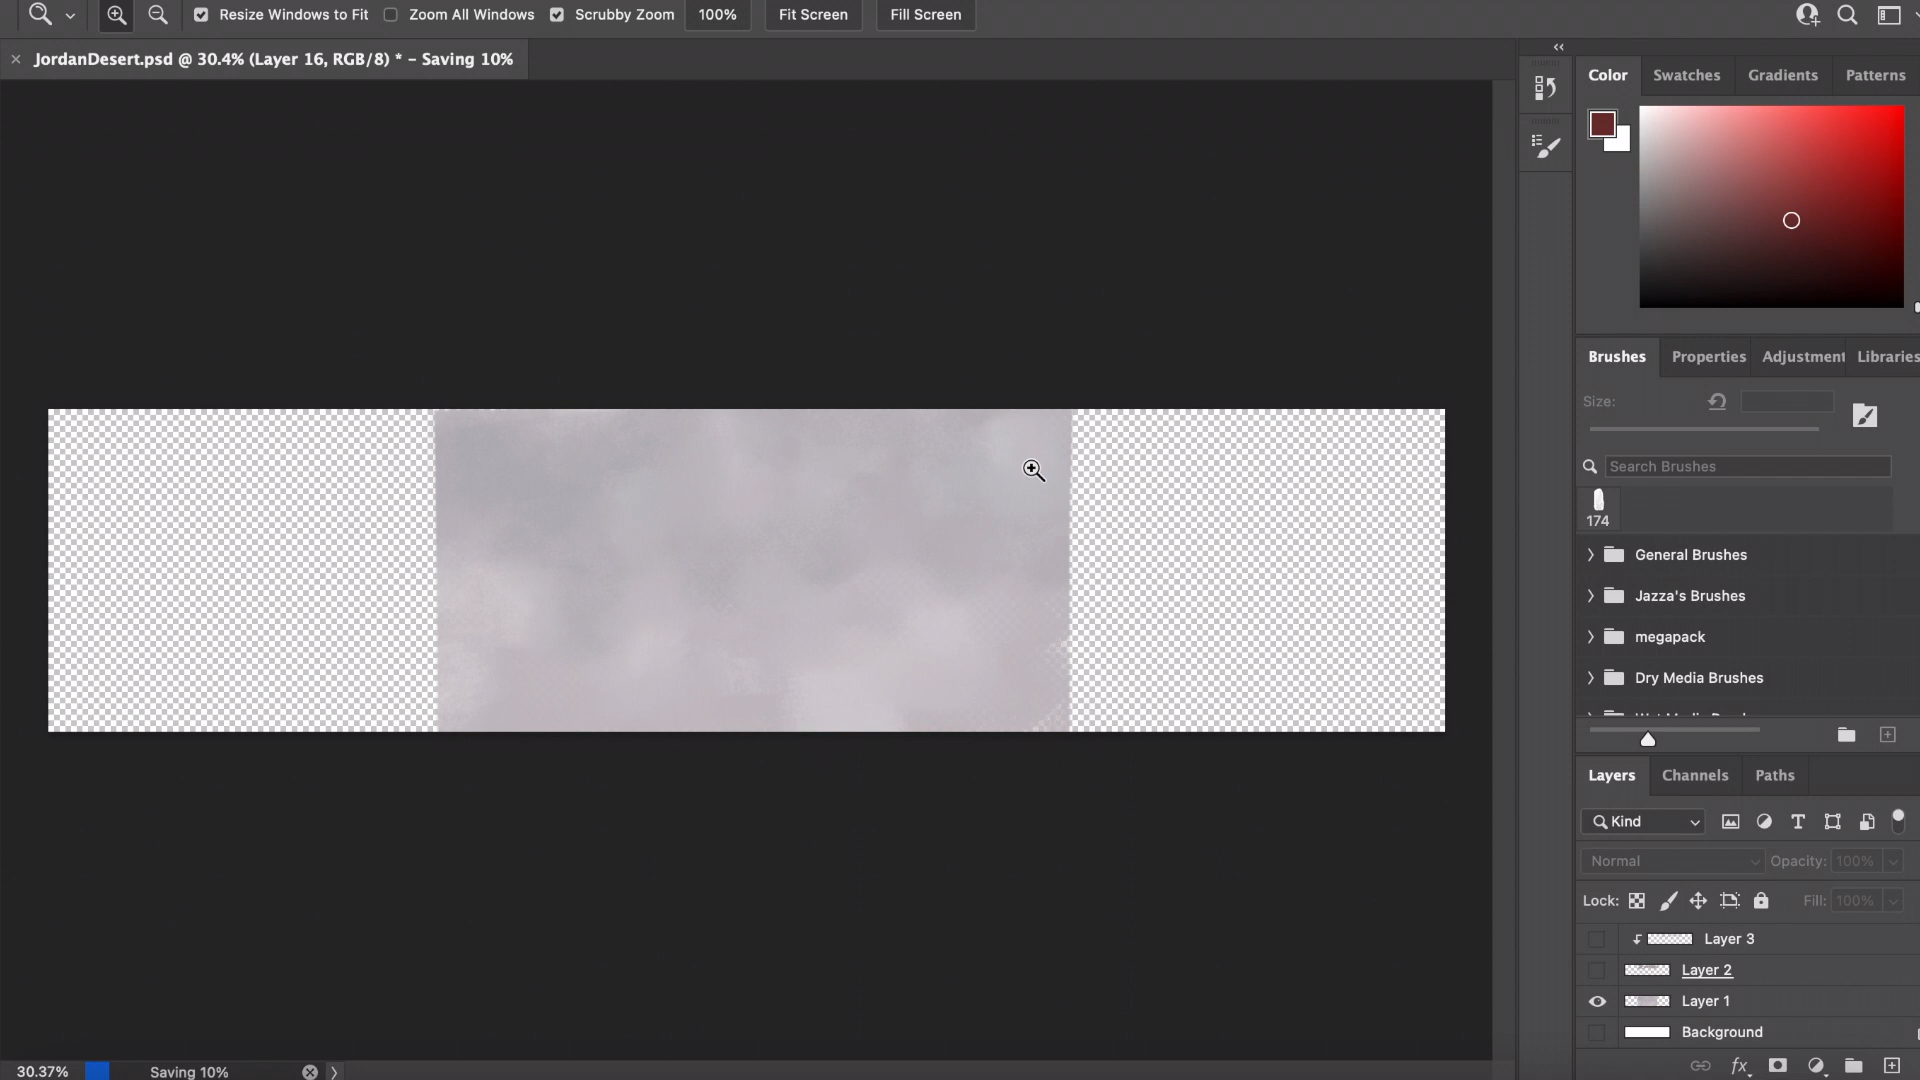 Resize Windows to Fit Zoom All Windows Scrubby Zoom 100% Fit Screen Fill Screen
× JordanDesert.psd @ 30.4% (Layer 16, RGB/8) * - Saving 10%
Color Swatches Gradients Patterns
Brushes Properties Adjustment Libraries
Size:
Search Brushes
174
General Brushes
Jazza's Brushes
megapack
Dry Media Brushes
Layers Channels Paths
Kind
Normal Opacity: 100%
Lock: Fill: 100%
Layer 3
Layer 2
Layer 1
Background
fx
30.37% Saving 10%